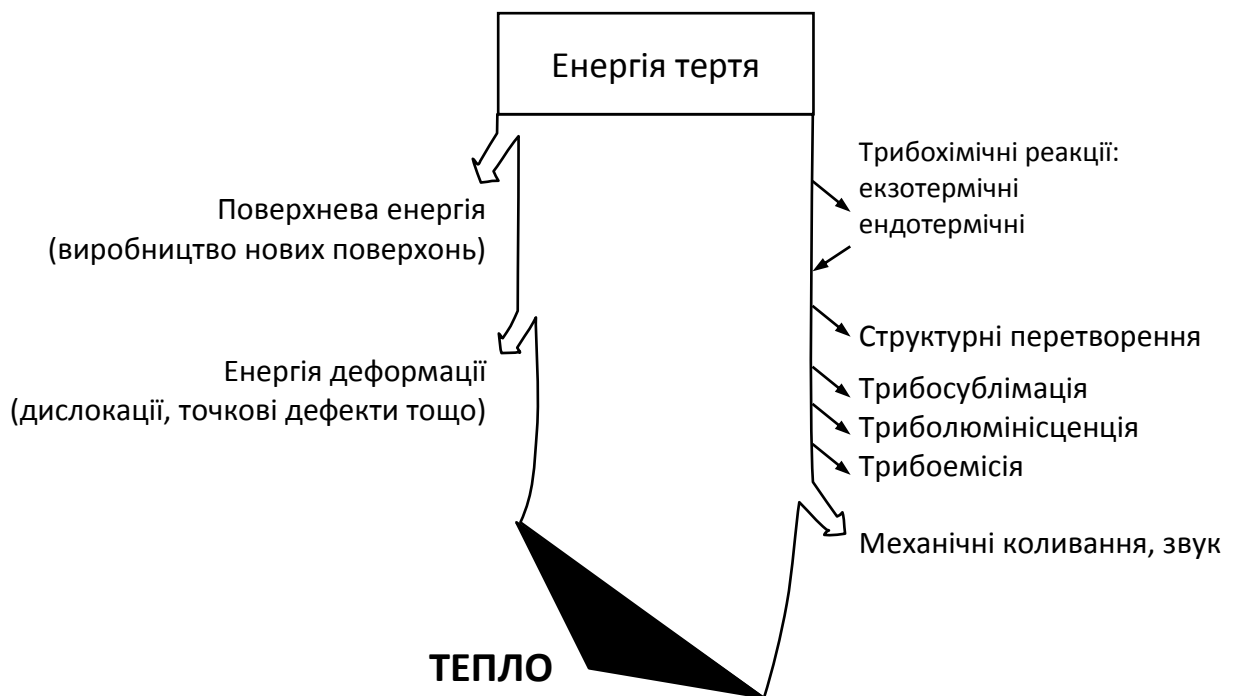 Енергія тертя
Поверхнева енергія
(виробництво нових поверхонь)
Енергія деформації
(дислокації, точкові дефекти тощо)
Трибохімічні реакції:
екзотермічні
ендотермічні
Структурні перетворення
Трибосублімація
Триболюмінісценція
Трибоемісія
Механічні коливання, звук
ТЕПЛО